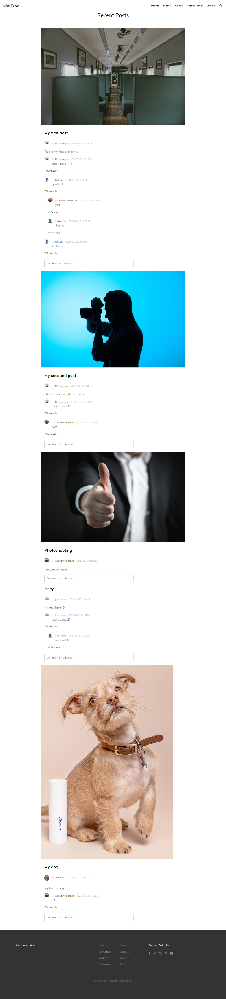 Mini Blog
Profile Home About Admin Panel Logout
Recent Posts
My first post
By NoName guy - 2020-03-24 20:46:34
This is my first post enjoy
By NoName guy - 2020-03-26 12:39:42
Great post !! :D
Write a reply
By Nick Vuj - 2020-05-25 17:20:34
great :D
Write a reply
By Aleksa Predragovic - 2021-04-12 17:33:24
yes
Write a reply
By Nick Vuj - 2021-04-27 18:21:10
thanks
Write a reply
By Nick Vuj - 2020-05-25 20:06:03
welcome
Write a reply
Comment on this post
My secound post
By NoName guy - 2020-03-24 20:46:59
This is my secound post enjoy
By NoName guy - 2020-03-26 15:31:52
looks good :D
Write a reply
By Aleksa Predragovic - 2021-04-25 15:52:01
nice
Write a reply
Comment on this post
Photoshooting
By Aleksa Predragovic - 2021-05-04 16:33:07
great experience
Comment on this post
Heey
By John Rone - 2020-04-02 17:57:51
im new here :D
By John Rone - 2020-04-02 18:06:30
looks good :D
Write a reply
By Nick Vuj - 2020-05-25 18:29:50
not bad :)
Write a reply
Comment on this post
Curology
My dog
By Sam Vise - 2020-04-02 19:10:21
my happy dog
By Aleksa Predragovic - 2021-04-13 17:32:28
:D
Write a reply
Comment on this post
Documentation
About Us Travel
Advertise Lifestyle
Careers Sports
Subscribes Nature
Connect With Us
Copyright ©Aleksa Predragovic